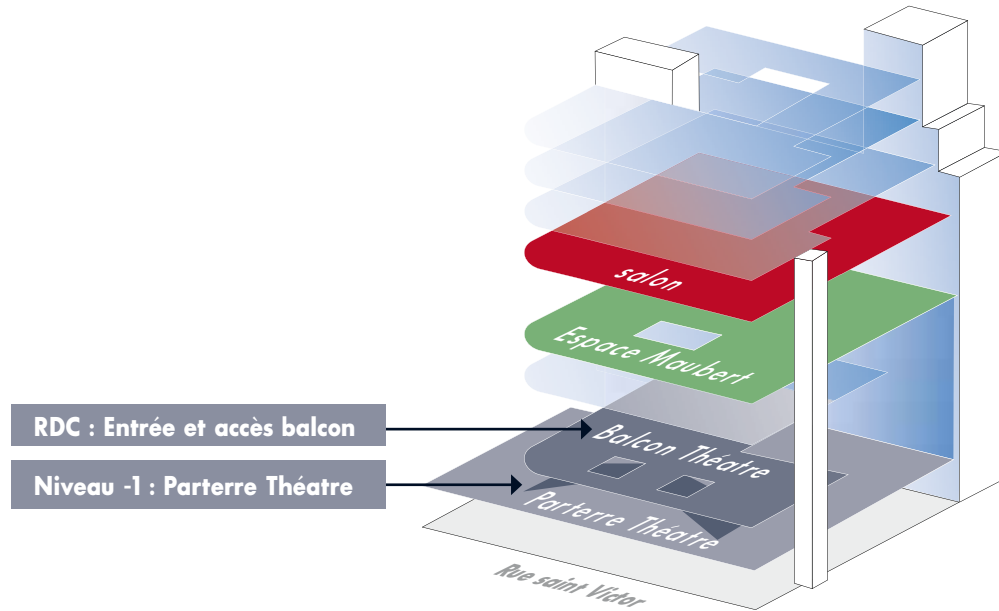 salon
Espace Maubert
RDC : Entrée et accès balcon
Balcon Théatre
Niveau -1 : Parterre Théatre
Parterre Théatre
Rue saint Victor